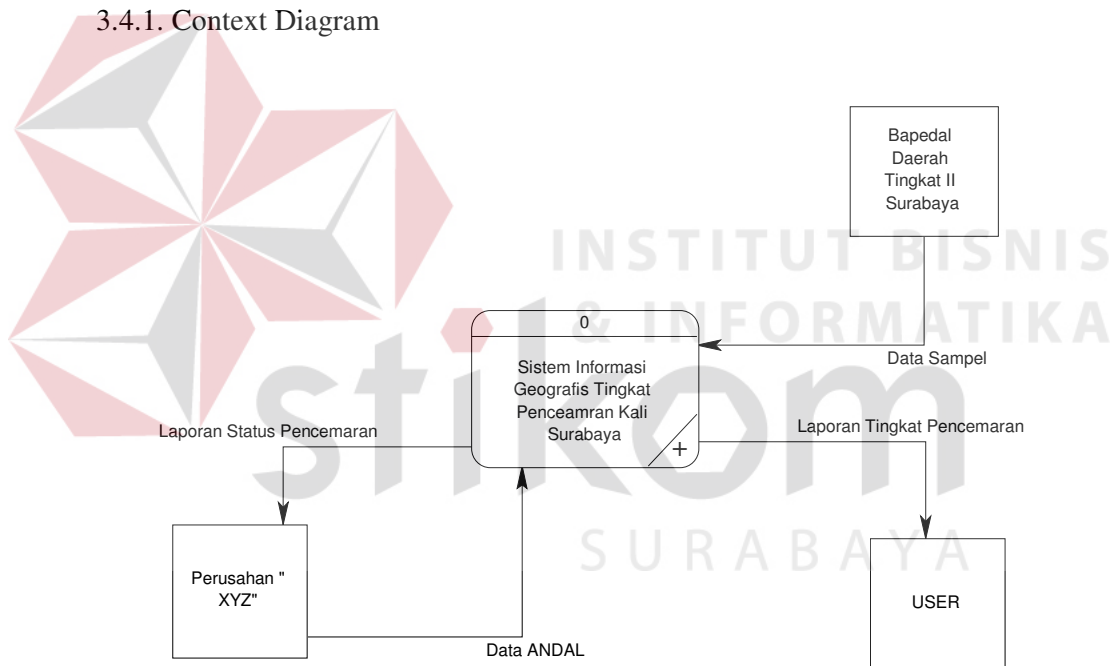 3.4.1. Context Diagram
Bapedal
Daerah
Tingkat II
Surabaya
INSTITUT BISNIS
& INFORMATIKA
stikom
SURABAYA
0
Sistem Informasi
Geografis Tingkat
Penceamran Kali
Surabaya
+
Data Sampel
Laporan Status Pencemaran
Laporan Tingkat Pencemaran
Perusahan "
XYZ"
USER
Data ANDAL